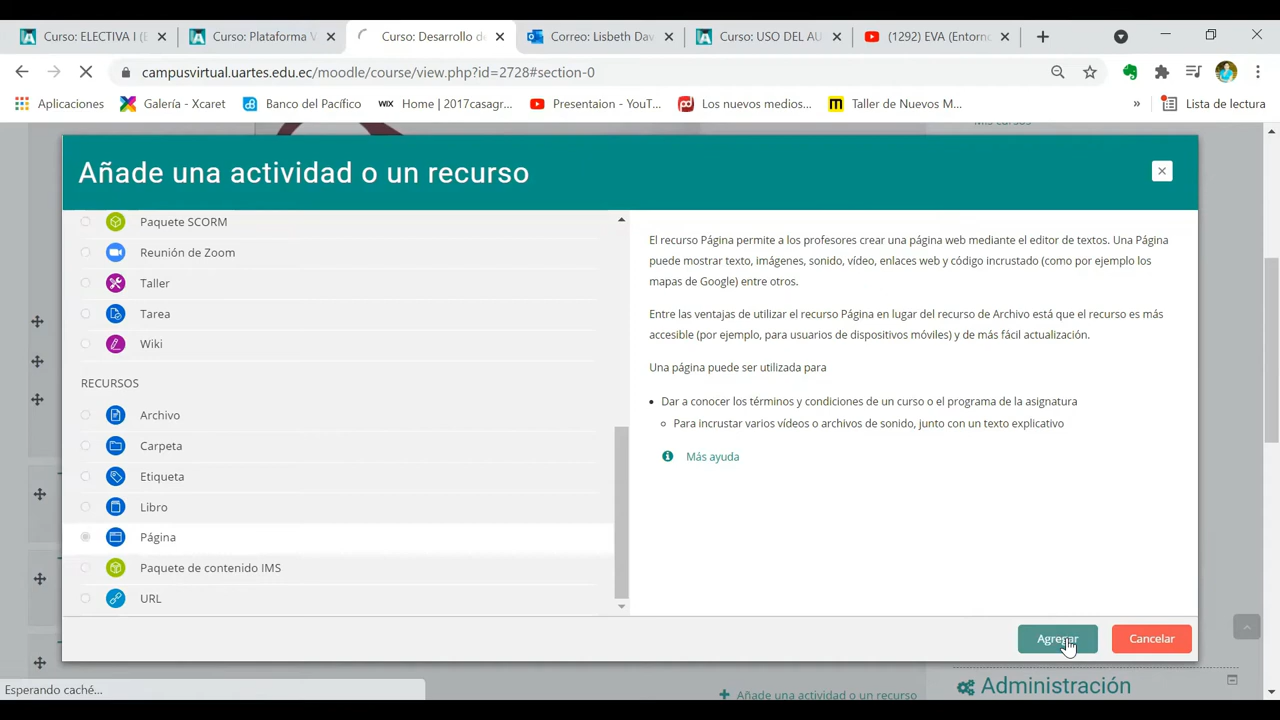 Curso: ELECTIVA I (E
Curso: Plataforma V
Curso: Desarrollo de
Correo: Lisbeth Dav
Curso: USO DEL AU
(1292) EVA (Entorno
campusvirtual.uartes.edu.ec/moodle/course/view.php?id=2728#section-0
Aplicaciones
Galería - Xcaret
Banco del Pacífico
WIX
Home | 2017casagr...
Presentaion - YouT...
Los nuevos medios...
Taller de Nuevos M...
»
Lista de lectura
Mis cursos
Añade una actividad o un recurso
Paquete SCORM
Reunión de Zoom
Taller
Tarea
Wiki
RECURSOS
Archivo
Carpeta
Etiqueta
Libro
Página
Paquete de contenido IMS
URL
El recurso Página permite a los profesores crear una página web mediante el editor de textos. Una Página
puede mostrar texto, imágenes, sonido, vídeo, enlaces web y código incrustado (como por ejemplo los
mapas de Google) entre otros.
Entre las ventajas de utilizar el recurso Página en lugar del recurso de Archivo está que el recurso es más
accesible (por ejemplo, para usuarios de dispositivos móviles) y de más fácil actualización.
Una página puede ser utilizada para
Dar a conocer los términos y condiciones de un curso o el programa de la asignatura
Para incrustar varios vídeos o archivos de sonido, junto con un texto explicativo
Más ayuda
Agregar
Cancelar
Esperando caché...
Añade una actividad o un recurso
Administración